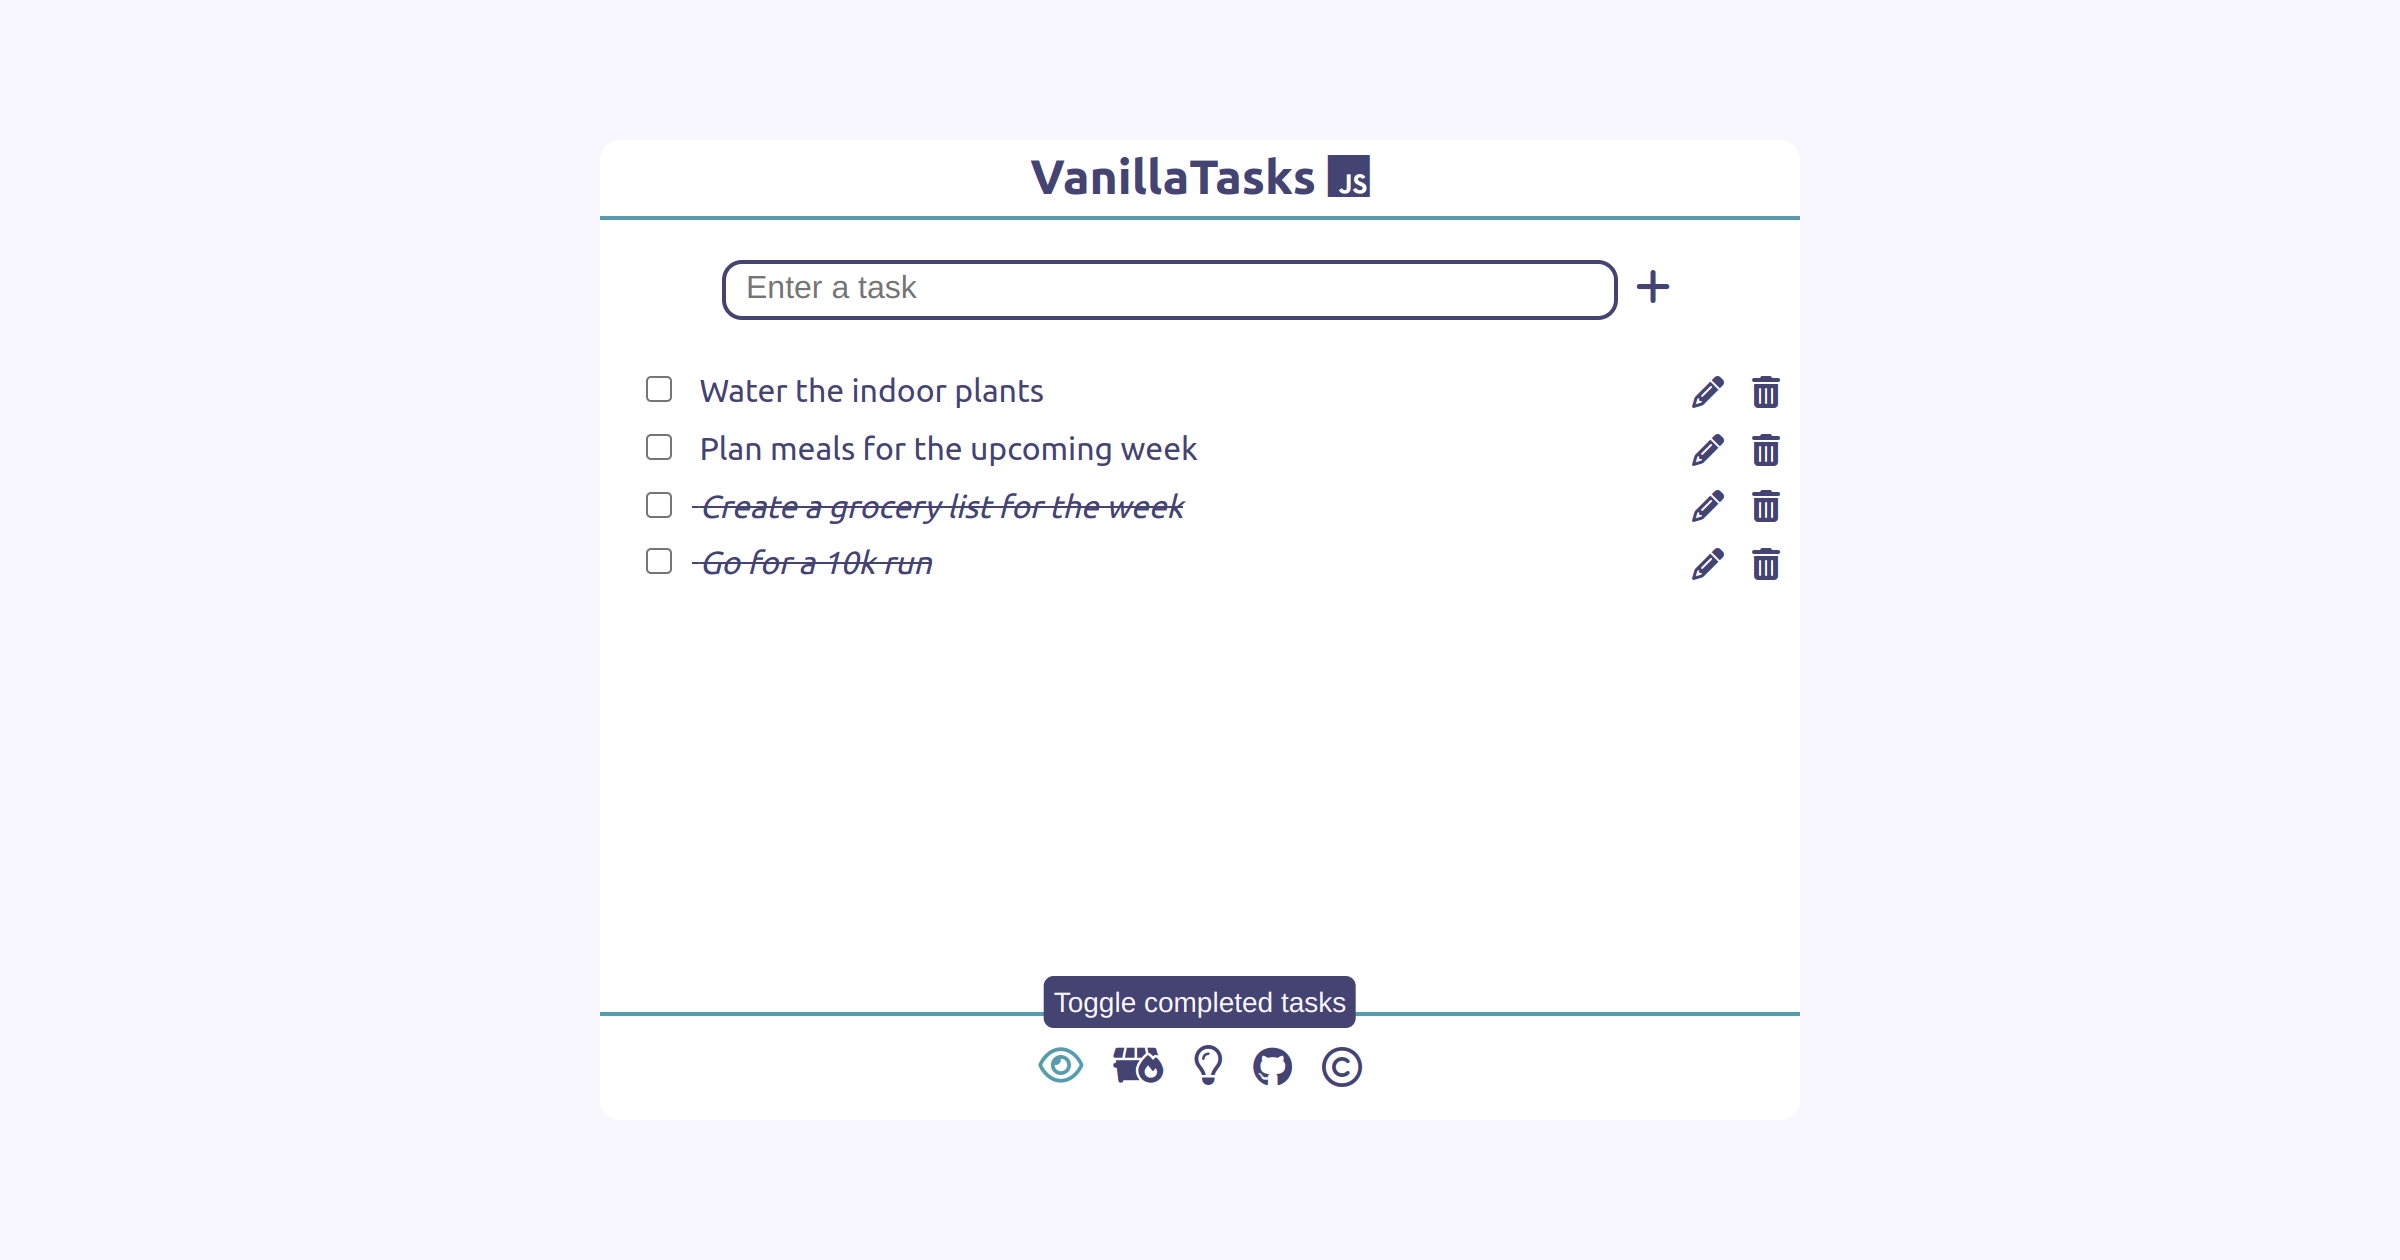 VanillaTasks JS
Enter a task
Water the indoor plants
Plan meals for the upcoming week
Create a grocery list for the week
Go for a 10k run
Toggle completed tasks